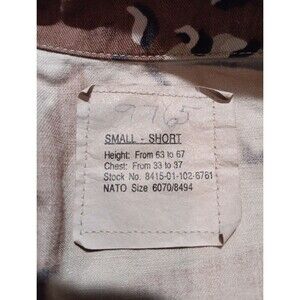 9765
SMALL - SHORT
Height: From 63 to 67
Chest: From 33 to 37
Stock No. 8415-01-102-6761
NATO Size 6070/8494